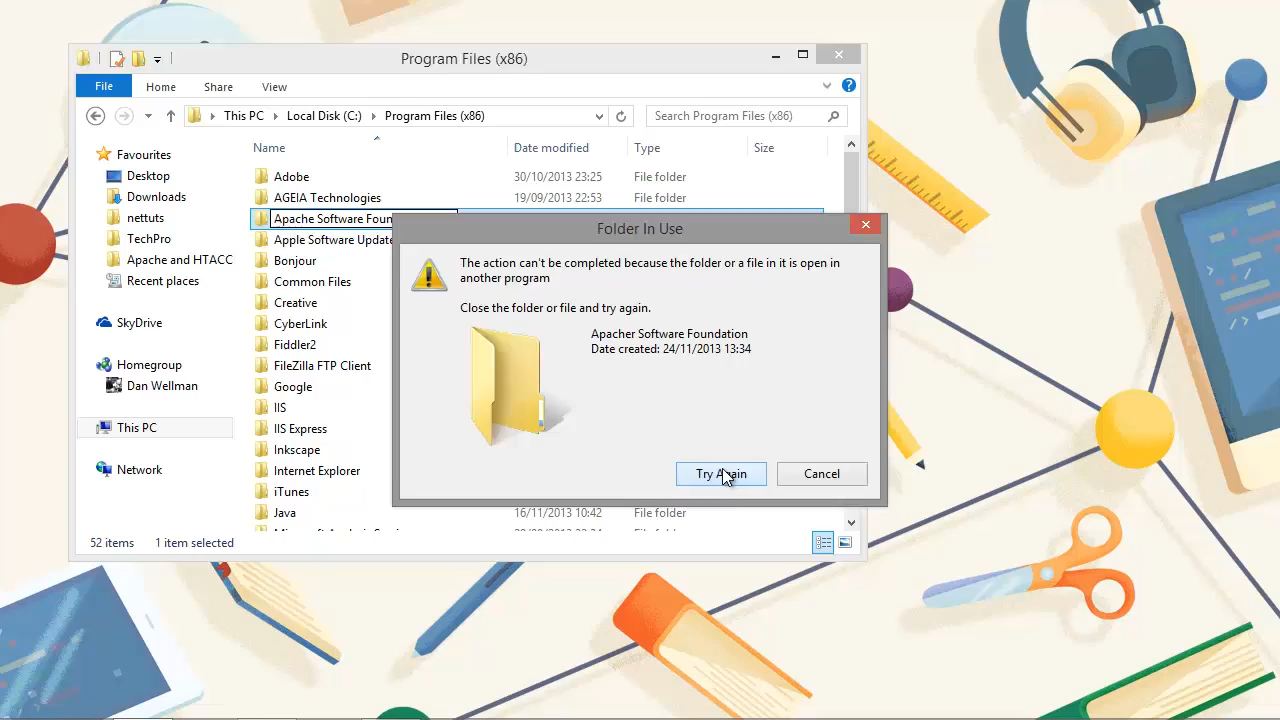 Program Files (x86)
File
Home
Share
View
This PC
Local Disk (C:)
Program Files (x86)
Search Program Files (x86)
Name
Date modified
Type
Size
Favourites
Desktop
Downloads
nettuts
TechPro
Apache and HTACC
Recent places
SkyDrive
Homegroup
Dan Wellman
This PC
Network
Adobe
30/10/2013 23:25
File folder
AGEIA Technologies
19/09/2013 22:53
File folder
Apache Software Foun
Apple Software Update
Bonjour
Common Files
Creative
CyberLink
Fiddler2
FileZilla FTP Client
Google
IIS
IIS Express
Inkscape
Internet Explorer
iTunes
Java
16/11/2013 10:42
File folder
52 items
1 item selected
Folder In Use
The action can't be completed because the folder or a file in it is open in
another program
Close the folder or file and try again.
Apacher Software Foundation
Date created: 24/11/2013 13:34
Try Again
Cancel